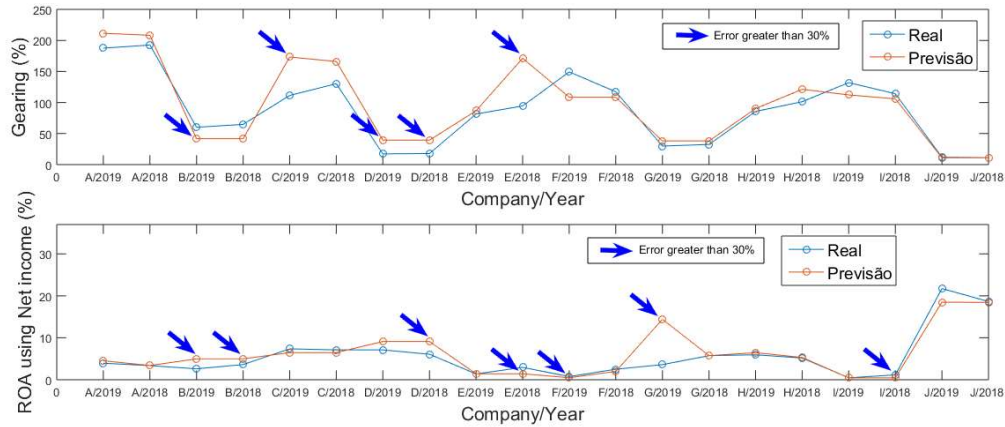 250
200
150
100
50
0
Gearing (%)
Error greater than 30%
Real
Previsão
0 A/2019 A/2018 B/2019 B/2018 C/2019 C/2018 D/2019 D/2018 E/2019 E/2018 F/2019 F/2018 G/2019 G/2018 H/2019 H/2018 I/2019 I/2018 J/2019 J/2018
Company/Year
30
20
10
0
ROA using Net income (%)
Error greater than 30%
Real
Previsão
0 A/2019 A/2018 B/2019 B/2018 C/2019 C/2018 D/2019 D/2018 E/2019 E/2018 F/2019 F/2018 G/2019 G/2018 H/2019 H/2018 I/2019 I/2018 J/2019 J/2018
Company/Year